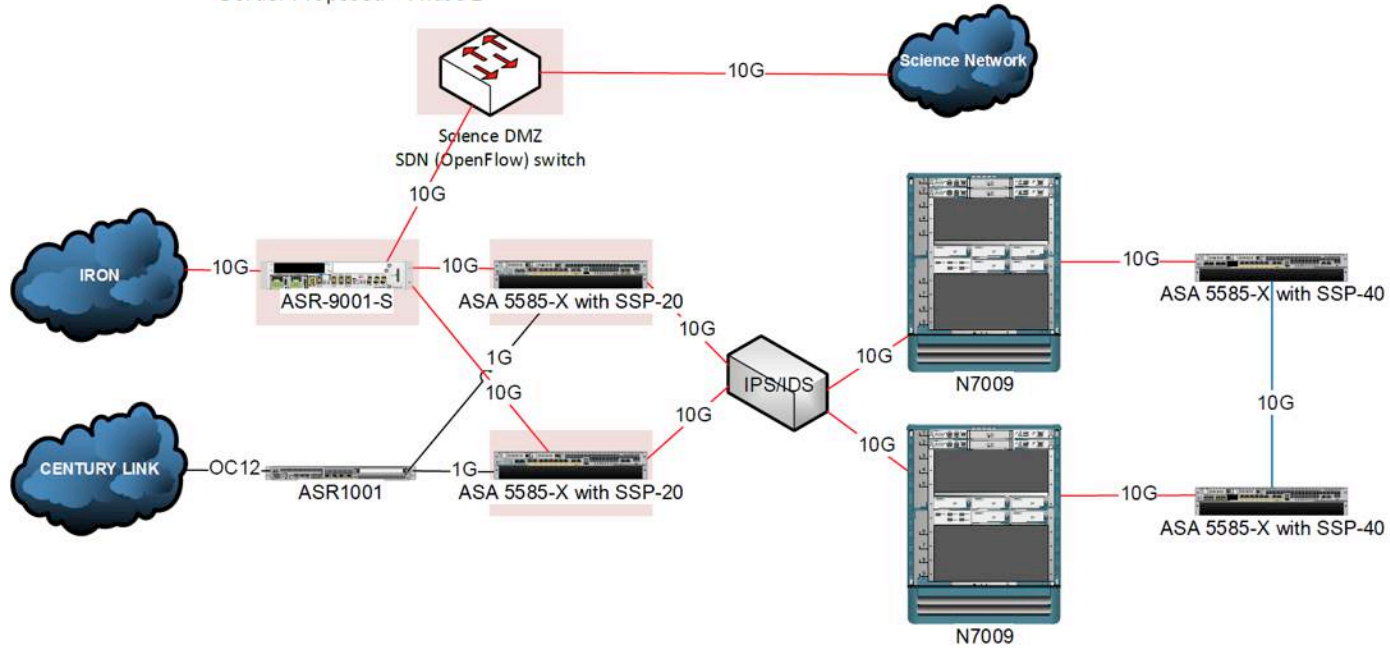 10G
Science Network
Science DMZ
SDN (OpenFlow) switch
10G
IRON
10G
ASR-9001-S
10G
ASA 5585-X with SSP-20
10G
ASA 5585-X with SSP-40
1G
10G
10G
IPS/IDS
10G
N7009
10G
10G
10G
CENTURY LINK
OC12
ASR1001
1G
ASA 5585-X with SSP-20
10G
ASA 5585-X with SSP-40
N7009